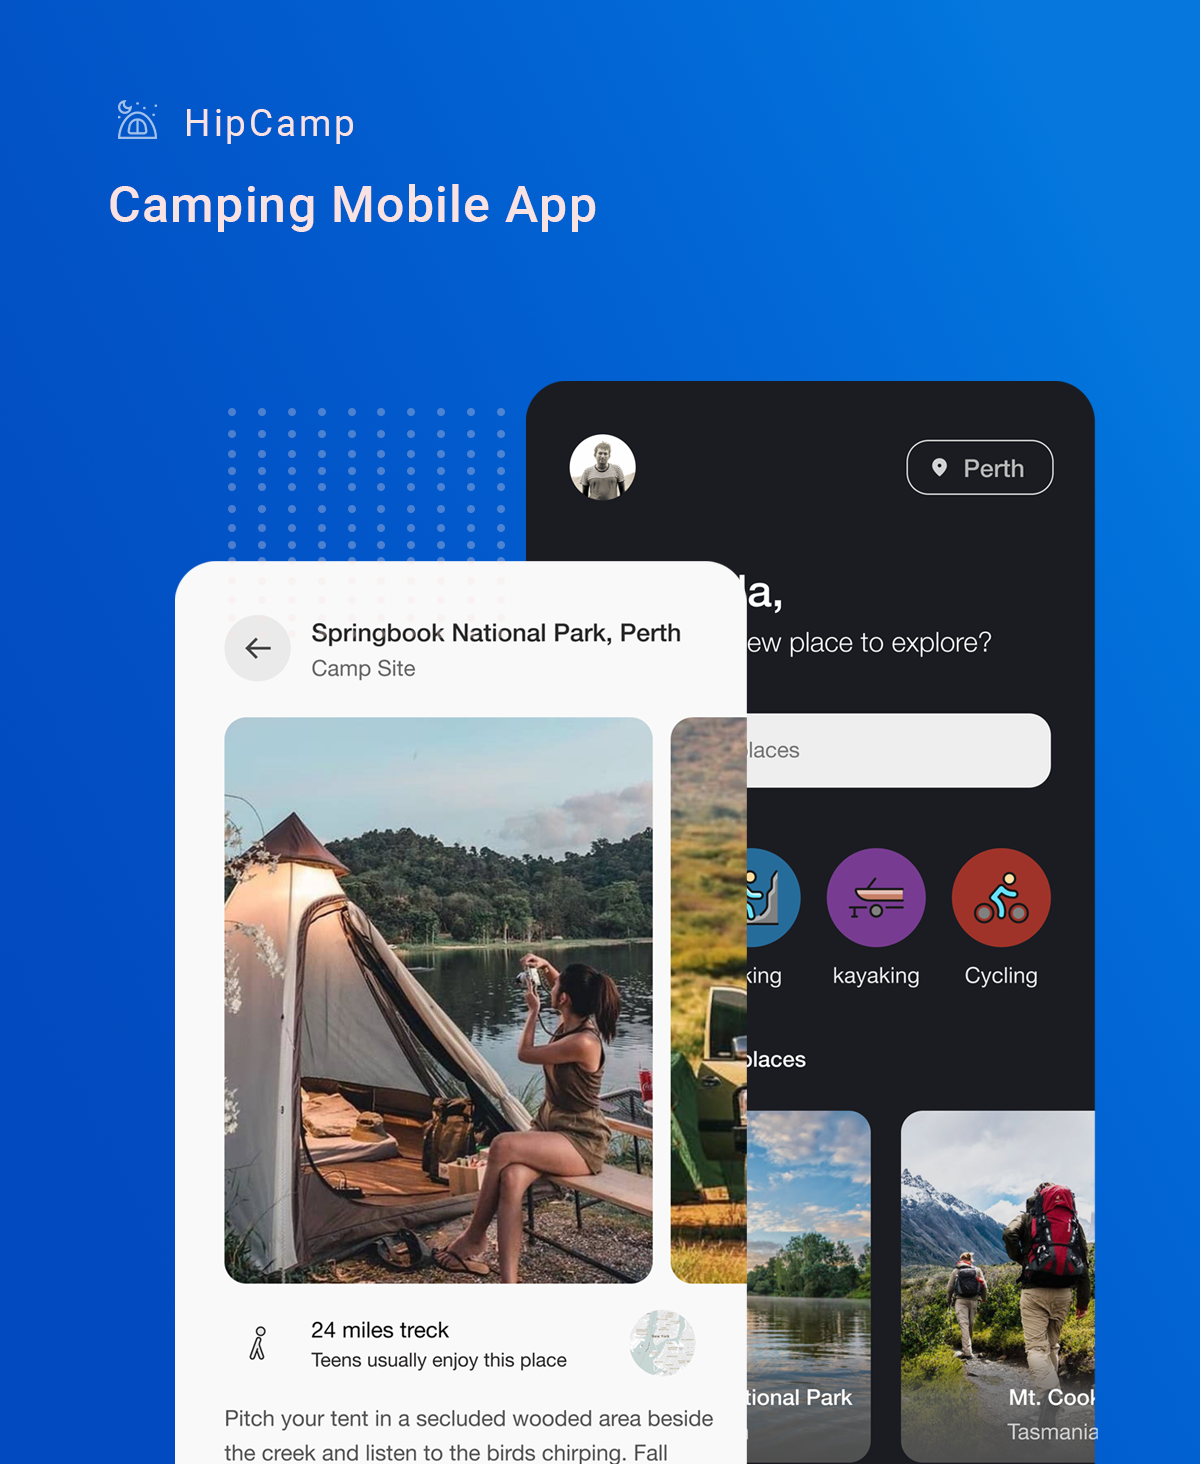 HipCamp
Camping Mobile App
Perth
la,
ew place to explore?
laces
king
kayaking
Cycling
places
tional Park
Mt. Cook
Tasmania
Springbook National Park, Perth
Camp Site
24 miles treck
Teens usually enjoy this place
Pitch your tent in a secluded wooded area beside
the creek and listen to the birds chirping. Fall